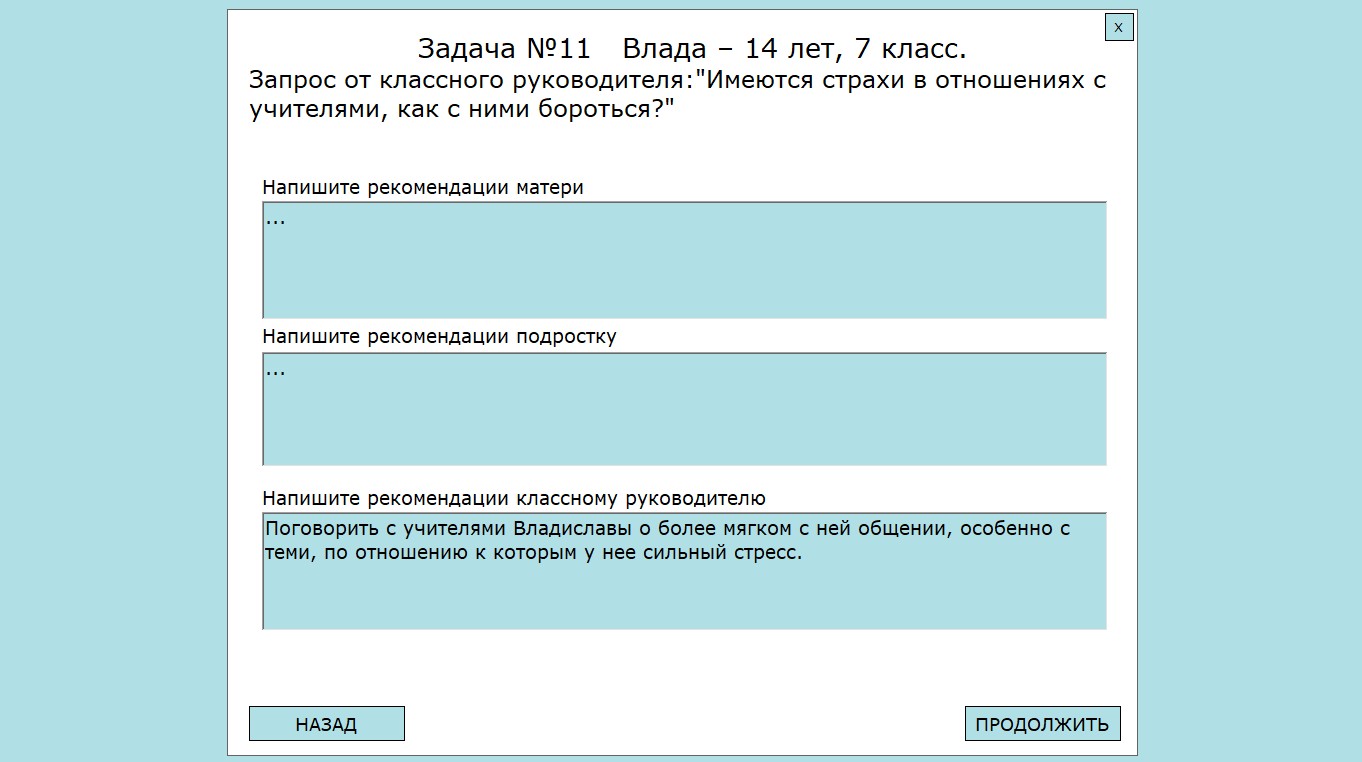 X
Задача №11 Влада – 14 лет, 7 класс.
Запрос от классного руководителя:"Имеются страхи в отношениях с
учителями, как с ними бороться?"
Напишите рекомендации матери
...
Напишите рекомендации подростку
...
Напишите рекомендации классному руководителю
Поговорить с учителями Владиславы о более мягком с ней общении, особенно с
теми, по отношению к которым у нее сильный стресс.
НАЗАД
ПРОДОЛЖИТЬ